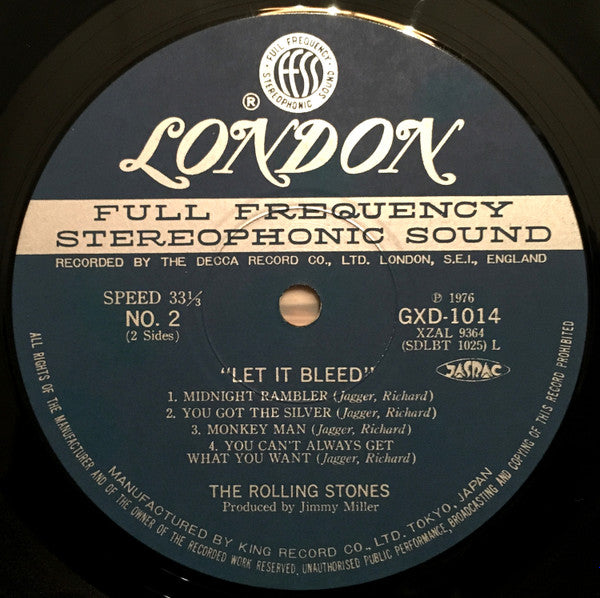 FULL FREQUENCY
ffss
STEREOPHONIC SOUND
®
LONDON
FULL FREQUENCY
STEREOPHONIC SOUND
RECORDED BY THE DECCA RECORD CO., LTD. LONDON, S.E.I., ENGLAND
SPEED 33⅓
NO. 2
(2 Sides)
℗ 1976
GXD-1014
XZAL 9364
(SDLBT 1025) L
JASRAC
"LET IT BLEED"
1. MIDNIGHT RAMBLER (Jagger, Richard)
2. YOU GOT THE SILVER (Jagger, Richard)
3. MONKEY MAN (Jagger, Richard)
4. YOU CAN'T ALWAYS GET
WHAT YOU WANT (Jagger, Richard)
THE ROLLING STONES
Produced by Jimmy Miller
MANUFACTURED BY KING RECORD CO., LTD. TOKYO, JAPAN
ALL RIGHTS OF THE MANUFACTURER AND OF THE OWNER OF THE RECORDED WORK RESERVED, UNAUTHORISED PUBLIC PERFORMANCE, BROADCASTING AND COPYING OF THIS RECORD PROHIBITED